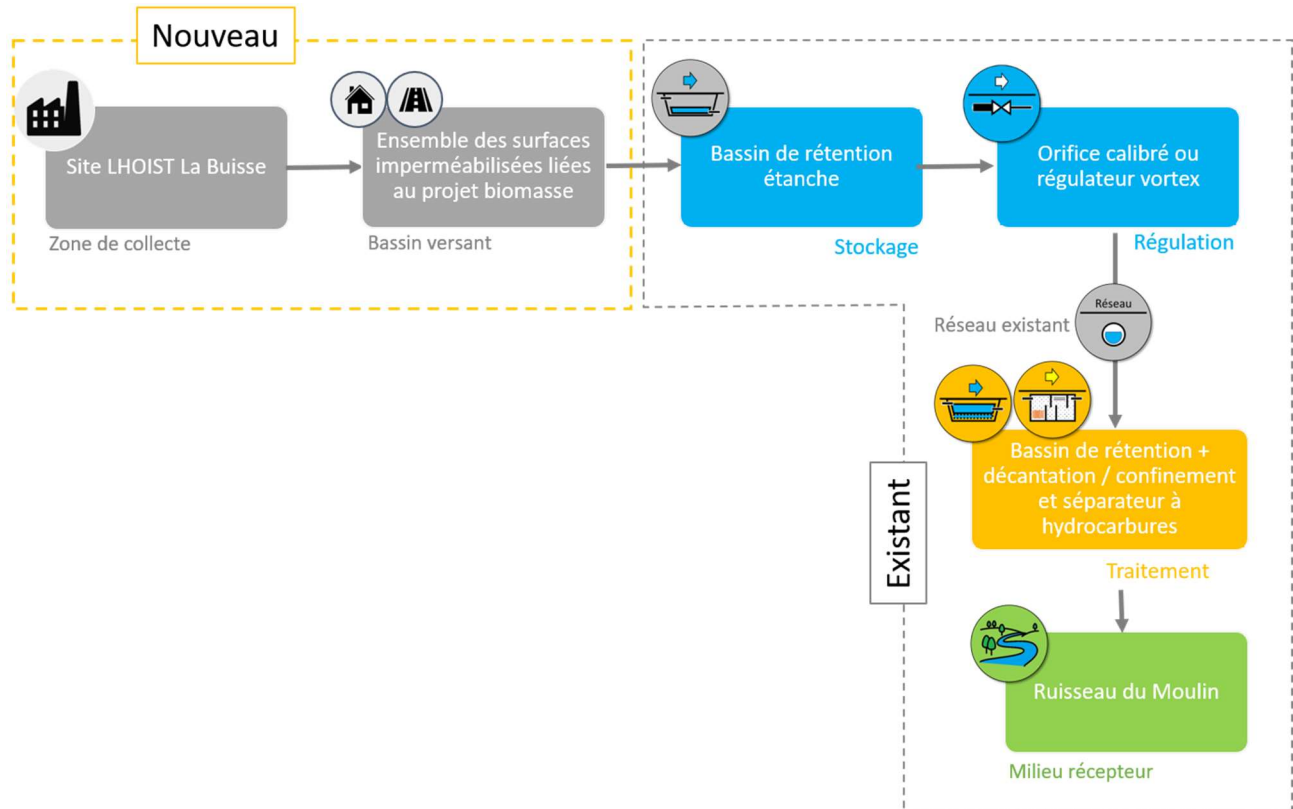 Nouveau
Site LHOIST La Buisse
Zone de collecte
Ensemble des surfaces
imperméabilisées liées
au projet biomasse
Bassin versant
Bassin de rétention
étanche
Stockage
Orifice calibré ou
régulateur vortex
Régulation
Réseau
Réseau existant
Bassin de rétention +
décantation / confinement
et séparateur à
hydrocarbures
Traitement
Existant
Ruisseau du Moulin
Milieu récepteur